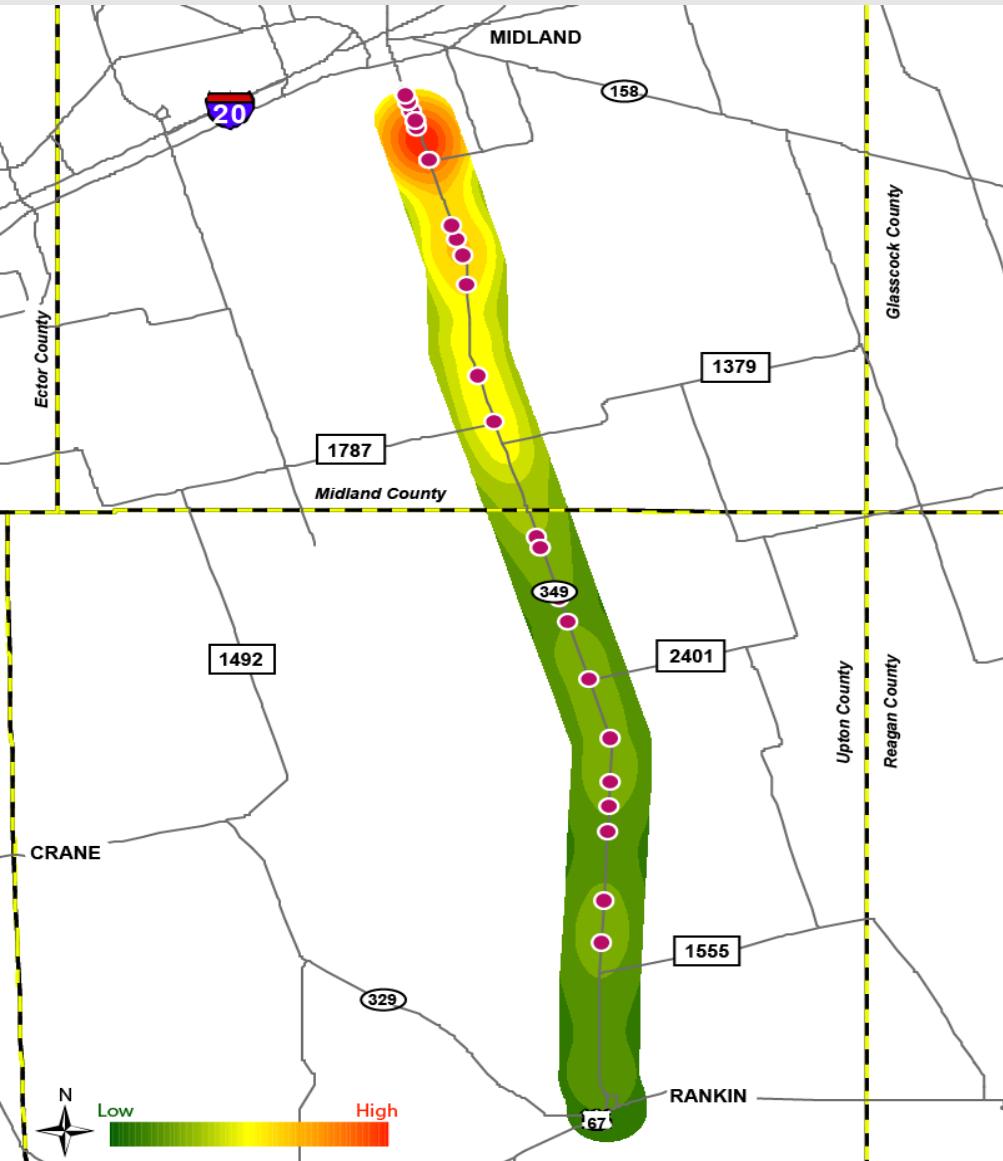 MIDLAND
158
20
Glasscock County
Ector County
1379
1787
Midland County
349
1492
2401
Upton County
Reagan County
CRANE
1555
329
N
Low
High
RANKIN
67